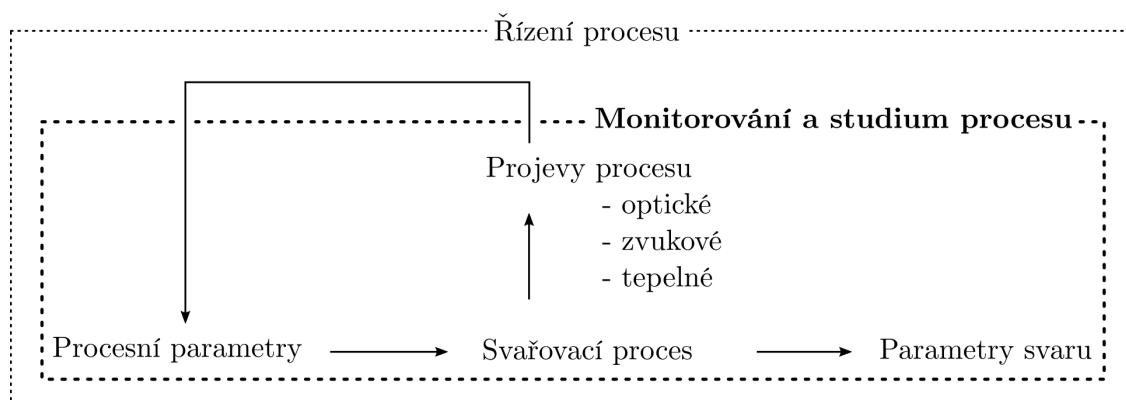 Řízení procesu
Monitorování a studium procesu
Projevy procesu
- optické
- zvukové
- tepelné
Procesní parametry
Svařovací proces
Parametry svaru